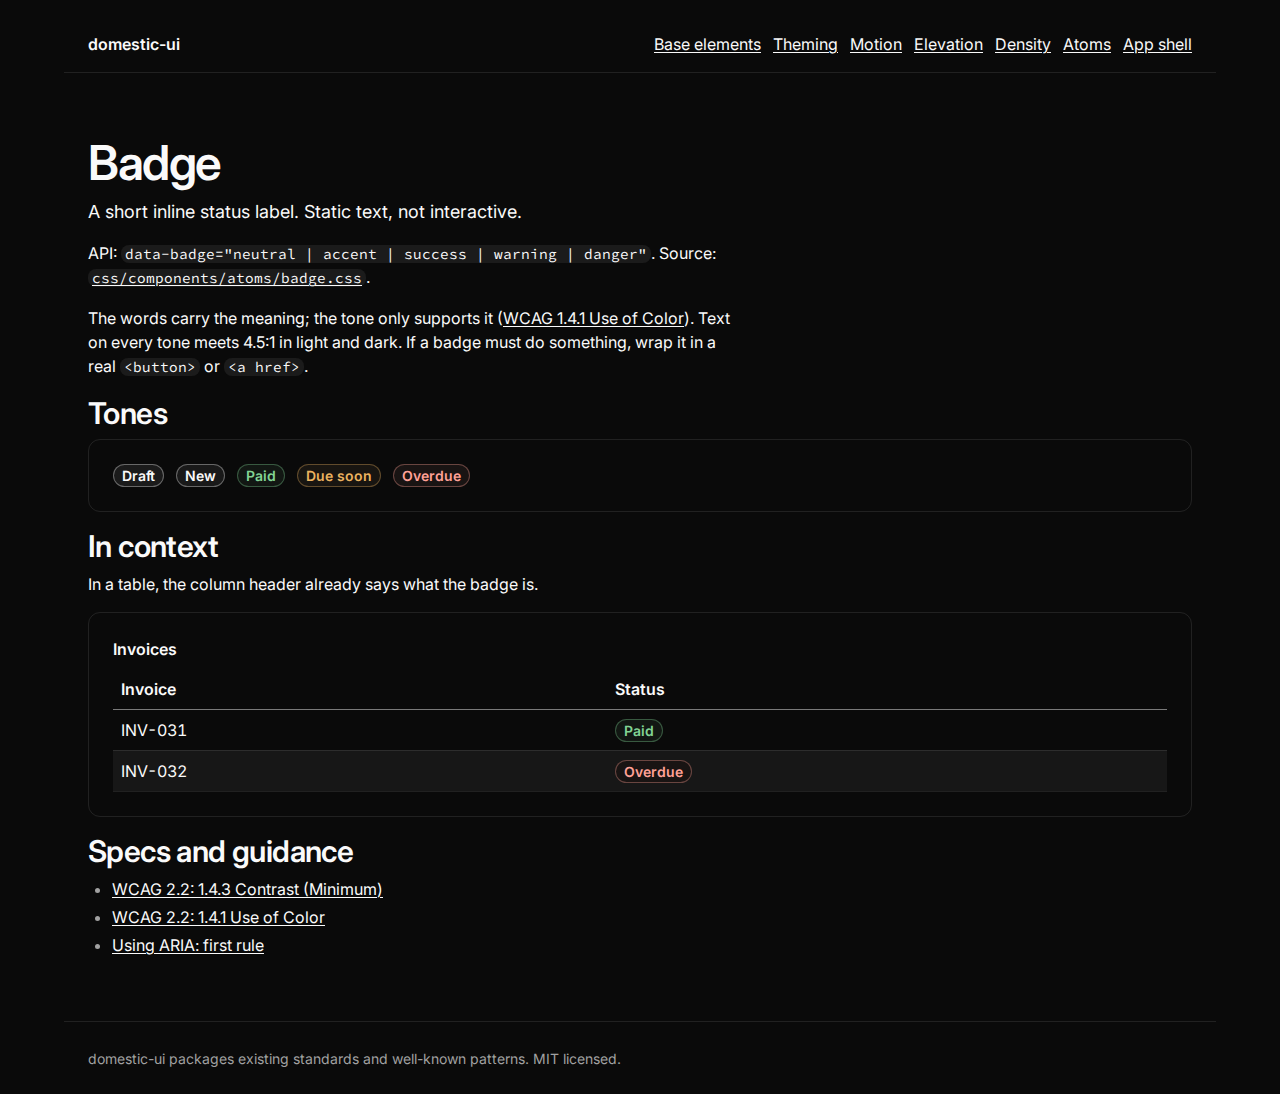 domestic-ui
Base elements Theming Motion Elevation Density Atoms App shell
Badge
A short inline status label. Static text, not interactive.
API: data-badge="neutral | accent | success | warning | danger". Source:
css/components/atoms/badge.css.
The words carry the meaning; the tone only supports it (WCAG 1.4.1 Use of Color). Text
on every tone meets 4.5:1 in light and dark. If a badge must do something, wrap it in a
real <button> or <a href>.
Tones
Draft New Paid Due soon Overdue
In context
In a table, the column header already says what the badge is.
Invoices
Invoice Status
INV-031 Paid
INV-032 Overdue
Specs and guidance
WCAG 2.2: 1.4.3 Contrast (Minimum)
WCAG 2.2: 1.4.1 Use of Color
Using ARIA: first rule
domestic-ui packages existing standards and well-known patterns. MIT licensed.